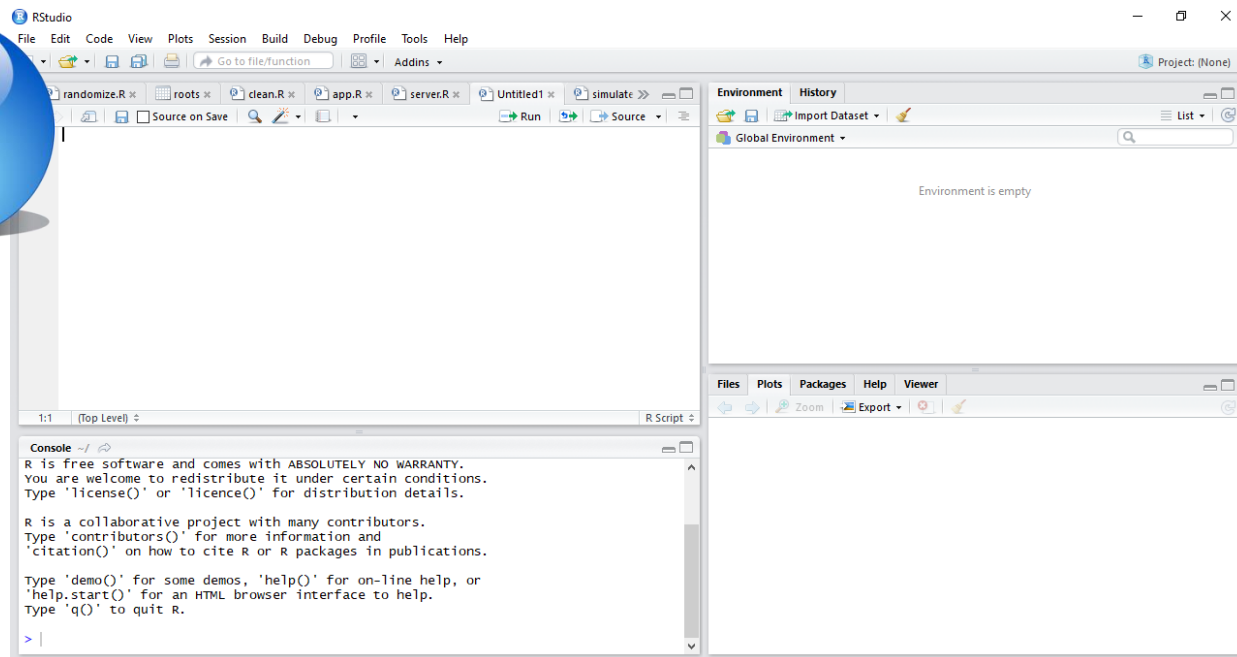 RStudio
File Edit Code View Plots Session Build Debug Profile Tools Help
Go to file/function Addins Project: (None)
randomize.R roots clean.R app.R server.R Untitled1 simulate
Source on Save Run Source
1:1 (Top Level) R Script
Console ~/
R is free software and comes with ABSOLUTELY NO WARRANTY.
You are welcome to redistribute it under certain conditions.
Type 'license()' or 'licence()' for distribution details.
R is a collaborative project with many contributors.
Type 'contributors()' for more information and
'citation()' on how to cite R or R packages in publications.
Type 'demo()' for some demos, 'help()' for on-line help, or
'help.start()' for an HTML browser interface to help.
Type 'q()' to quit R.
>
Environment History
Import Dataset List
Global Environment
Environment is empty
Files Plots Packages Help Viewer
Zoom Export